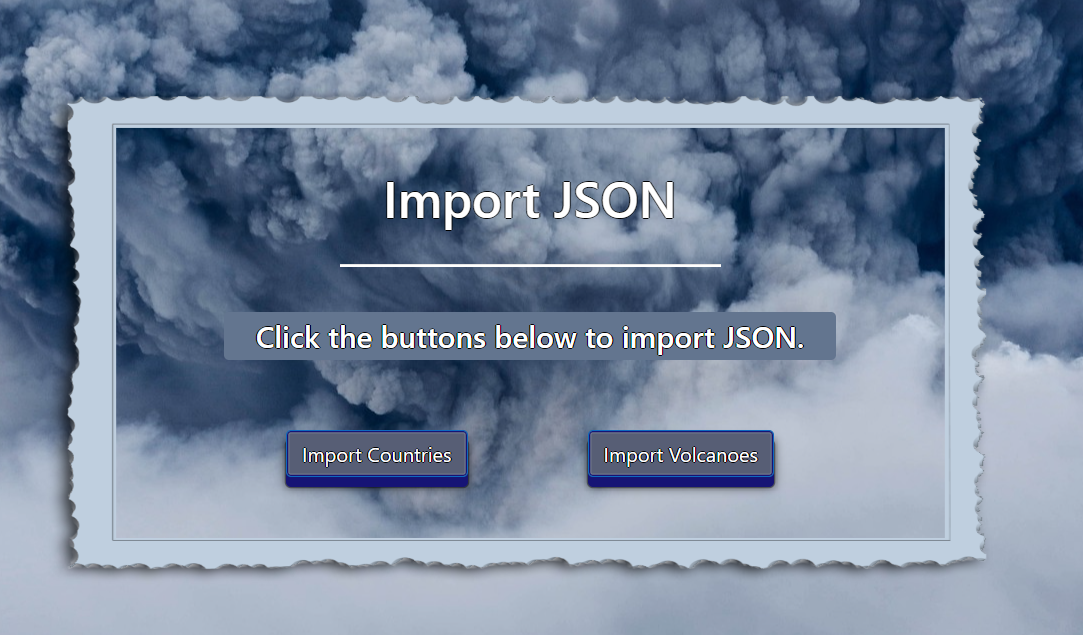 Import JSON
Click the buttons below to import JSON.
Import Countries
Import Volcanoes